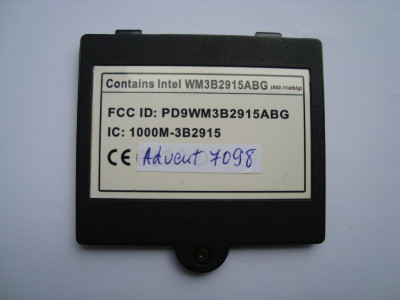 Contains Intel WM3B2915ABG (802.11a/b/g)
FCC ID: PD9WM3B2915ABG
IC: 1000M-3B2915
CE Advent 7098